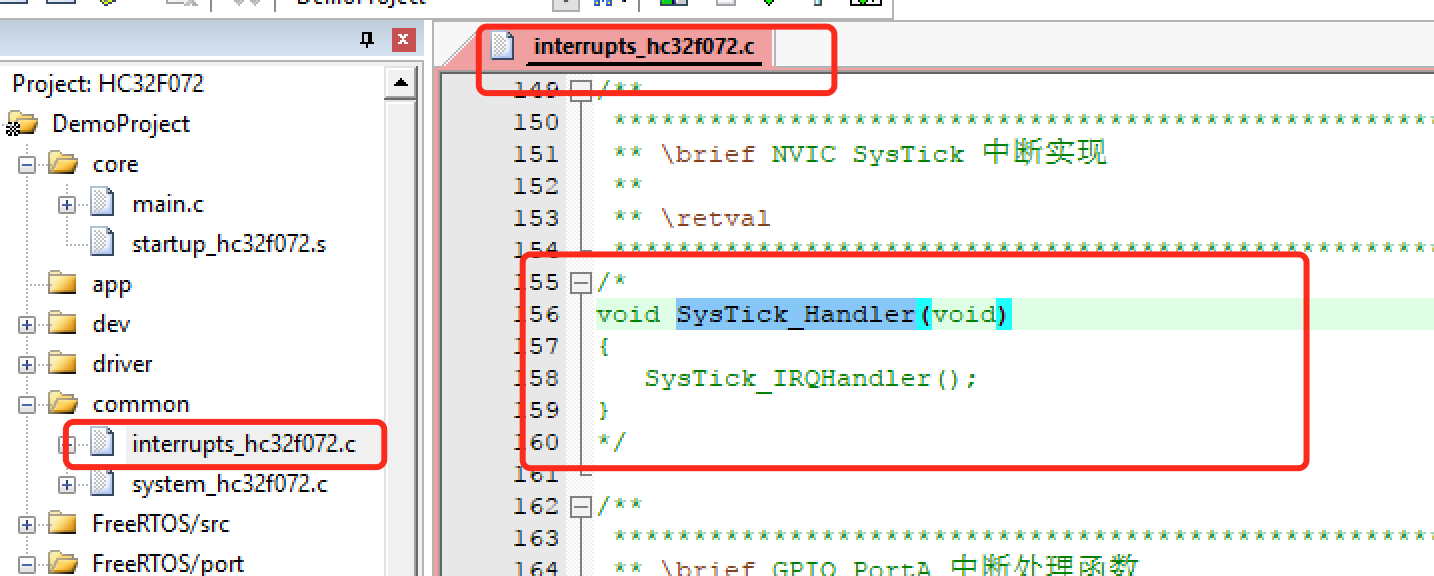 DemoProject
Project: HC32F072
DemoProject
core
main.c
startup_hc32f072.s
app
dev
driver
common
interrupts_hc32f072.c
system_hc32f072.c
FreeRTOS/src
FreeRTOS/port
interrupts_hc32f072.c
149 /**
150 ****************************************************
151 ** \brief NVIC SysTick 中断实现
152 **
153 ** \retval
154 ****************************************************
155 /*
156 void SysTick_Handler(void)
157 {
158 SysTick_IRQHandler();
159 }
160 */
161
162 /**
163 ****************************************************
164 ** \brief GPIO PortA 中断处理函数